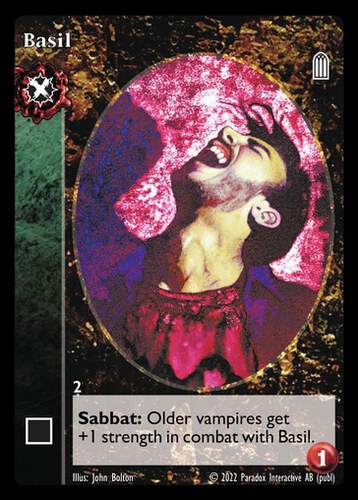 Basil
2
Sabbat: Older vampires get
+1 strength in combat with Basil.
1
Illus: John Bolton © 2022 Paradox Interactive AB (publ)